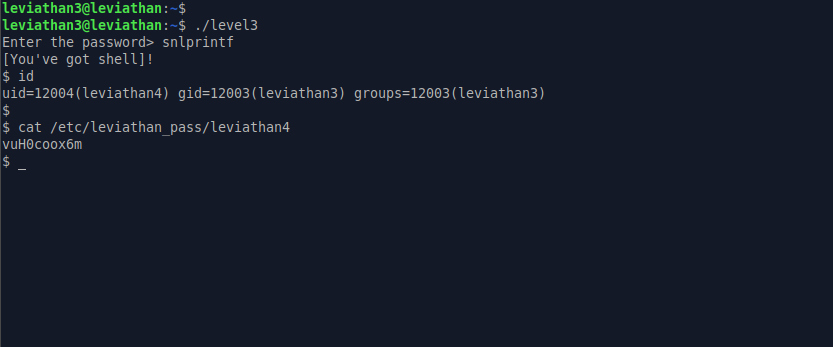 leviathan3@leviathan:~$
leviathan3@leviathan:~$ ./level3
Enter the password> snlprintf
[You've got shell]!
$ id
uid=12004(leviathan4) gid=12003(leviathan3) groups=12003(leviathan3)
$
$ cat /etc/leviathan_pass/leviathan4
vuH0coox6m
$ _